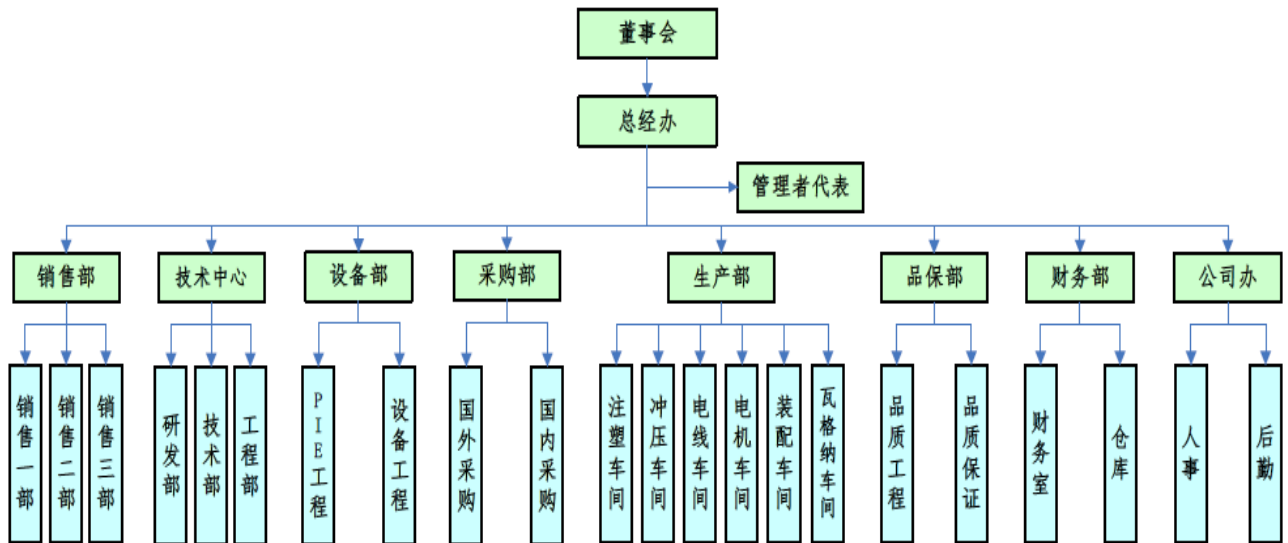 董事会
总经办
管理者代表
销售部
技术中心
设备部
采购部
生产部
品保部
财务部
公司办
销售一部
销售二部
销售三部
研发部
技术部
工程部
PIE工程
设备工程
国外采购
国内采购
注塑车间
冲压车间
电线车间
电机车间
装配车间
瓦格纳车间
品质工程
品质保证
财务室
仓库
人事
后勤